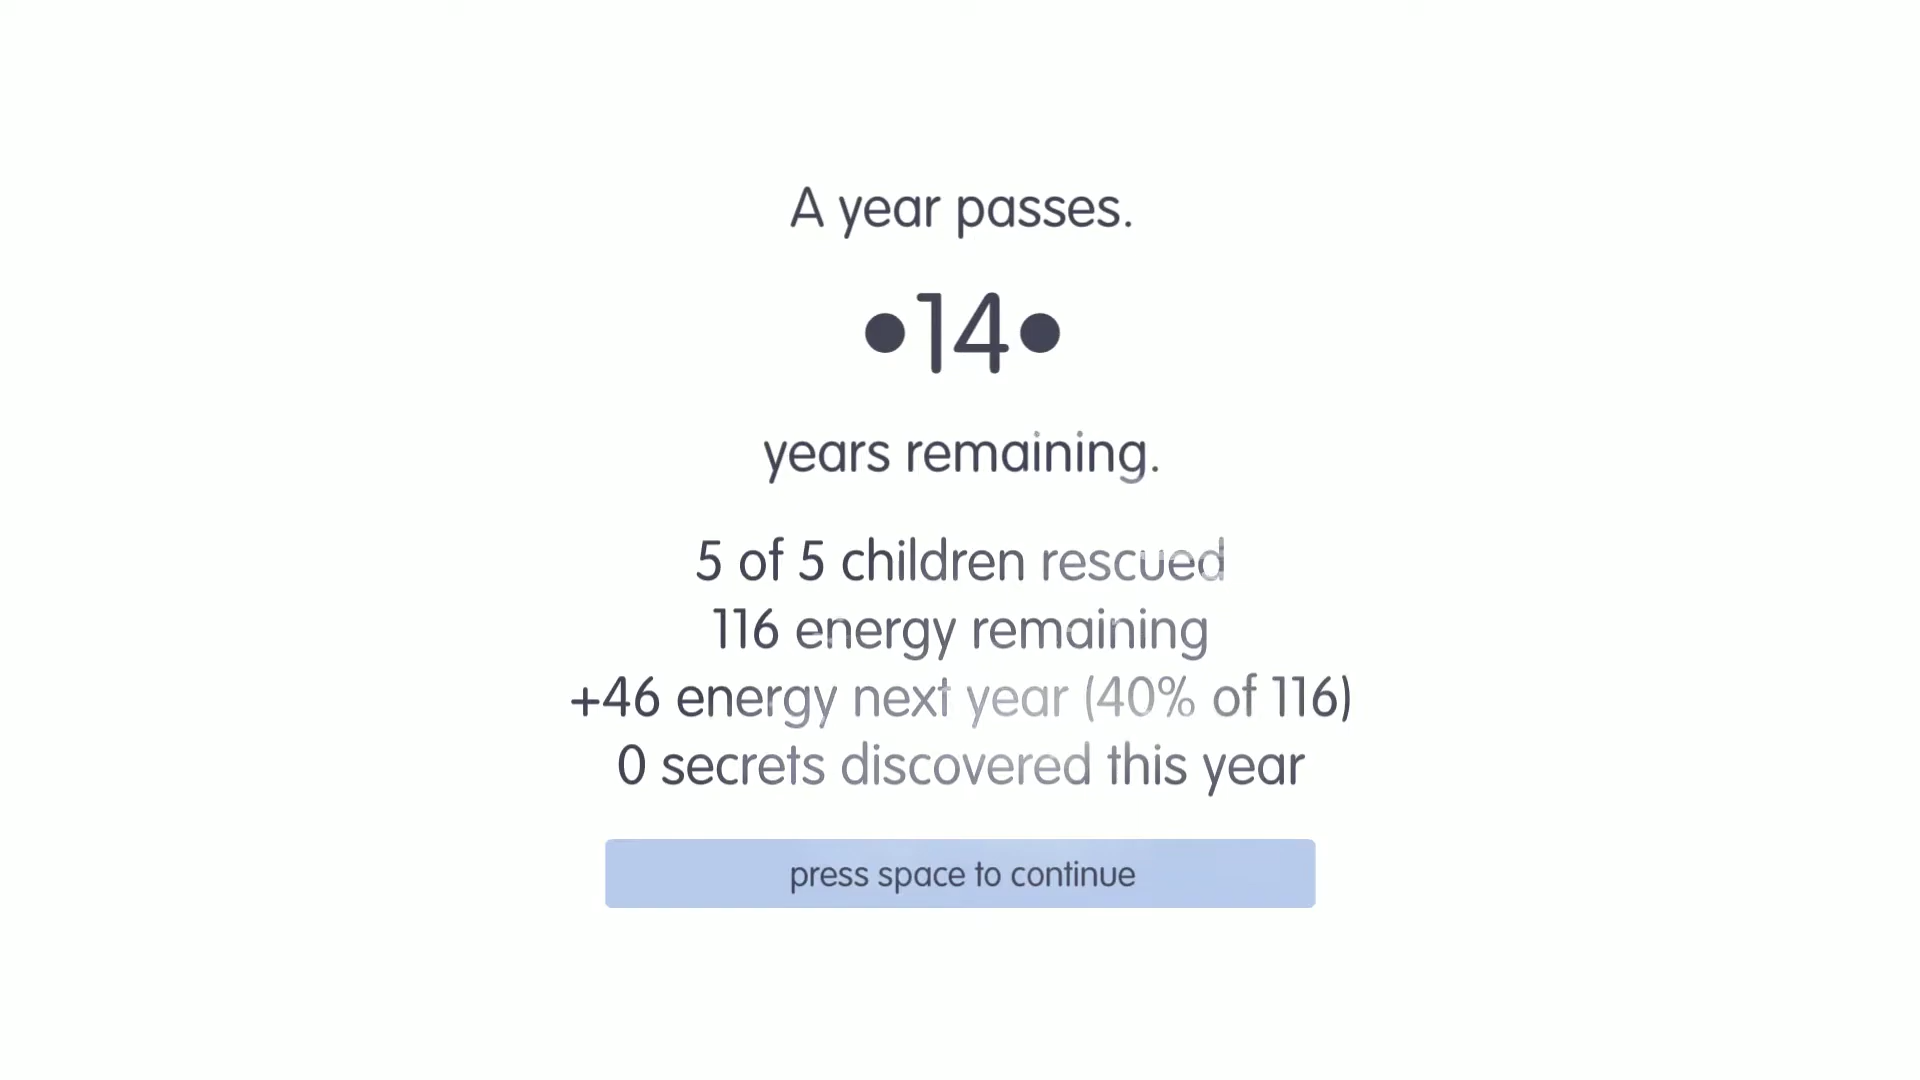 A year passes.
•14•
years remaining.
5 of 5 children rescued
116 energy remaining
+46 energy next year (40% of 116)
0 secrets discovered this year
press space to continue